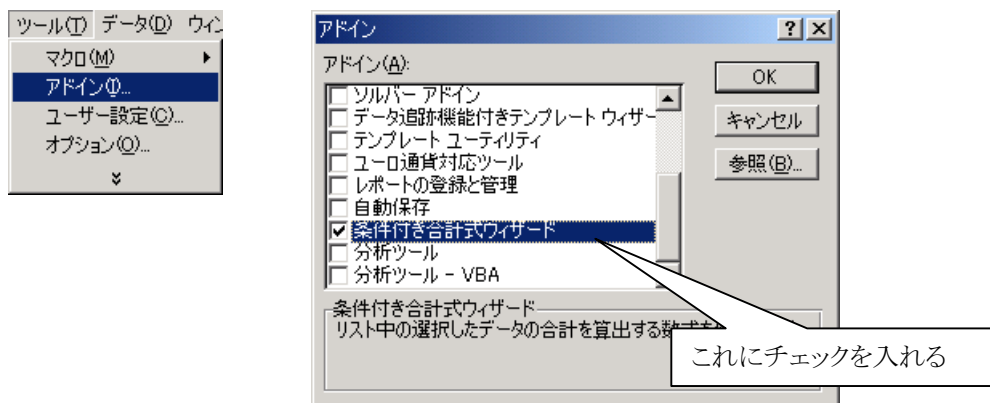 ツール(T) データ(D) ウィン
マクロ(M)
アドイン(I)...
ユーザー設定(C)...
オプション(O)...
アドイン
アドイン(A):
ソルバー アドイン
データ追跡機能付きテンプレート ウィザー
テンプレート ユーティリティ
ユーロ通貨対応ツール
レポートの登録と管理
自動保存
条件付き合計式ウィザード
分析ツール
分析ツール - VBA
OK
キャンセル
参照(B)...
条件付き合計式ウィザード
リスト中の選択したデータの合計を算出する数式を
これにチェックを入れる